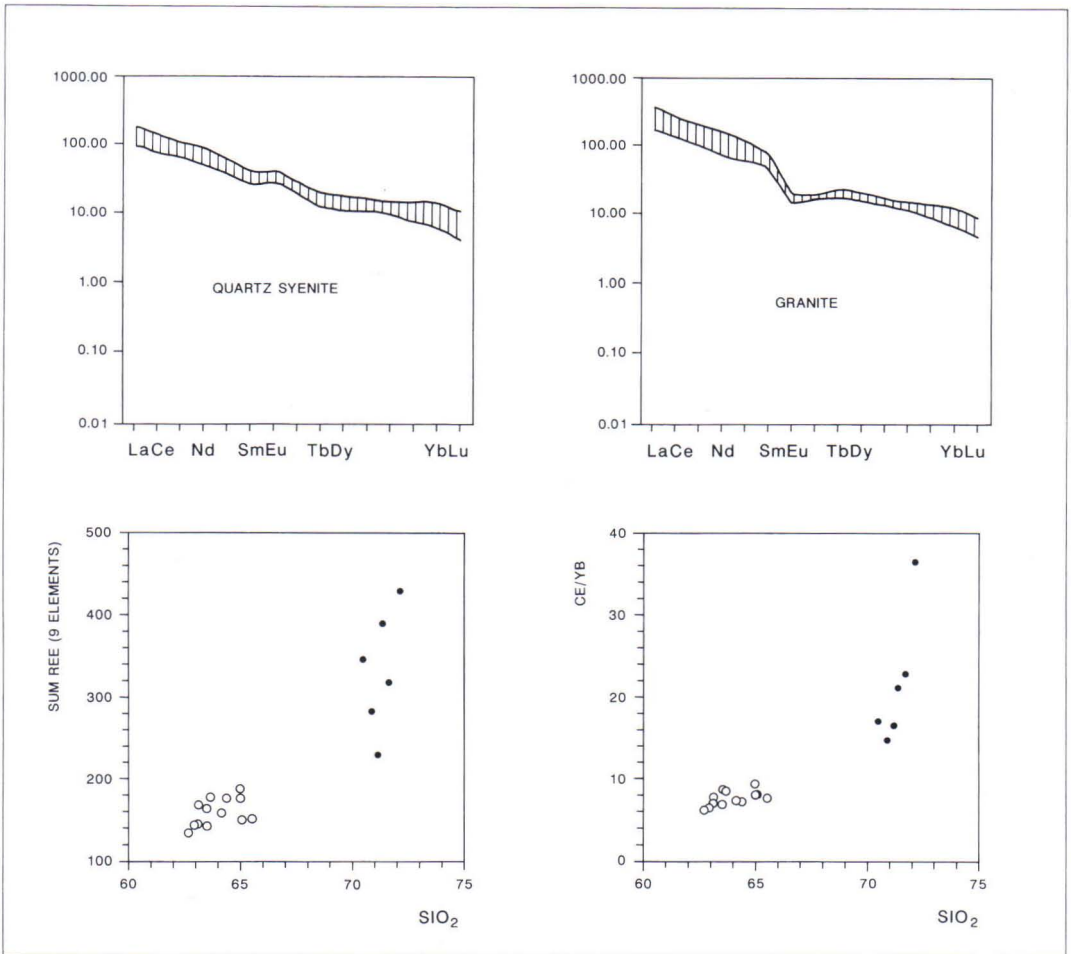 1000.00
100.00
10.00
1.00
0.10
0.01
QUARTZ SYENITE
LaCe Nd SmEu TbDy YbLu
1000.00
100.00
10.00
1.00
0.10
0.01
GRANITE
LaCe Nd SmEu TbDy YbLu
SUM REE (9 ELEMENTS)
500
400
300
200
100
60 65 70 75
SIO₂
CE/YB
40
30
20
10
0
60 65 70 75
SIO₂